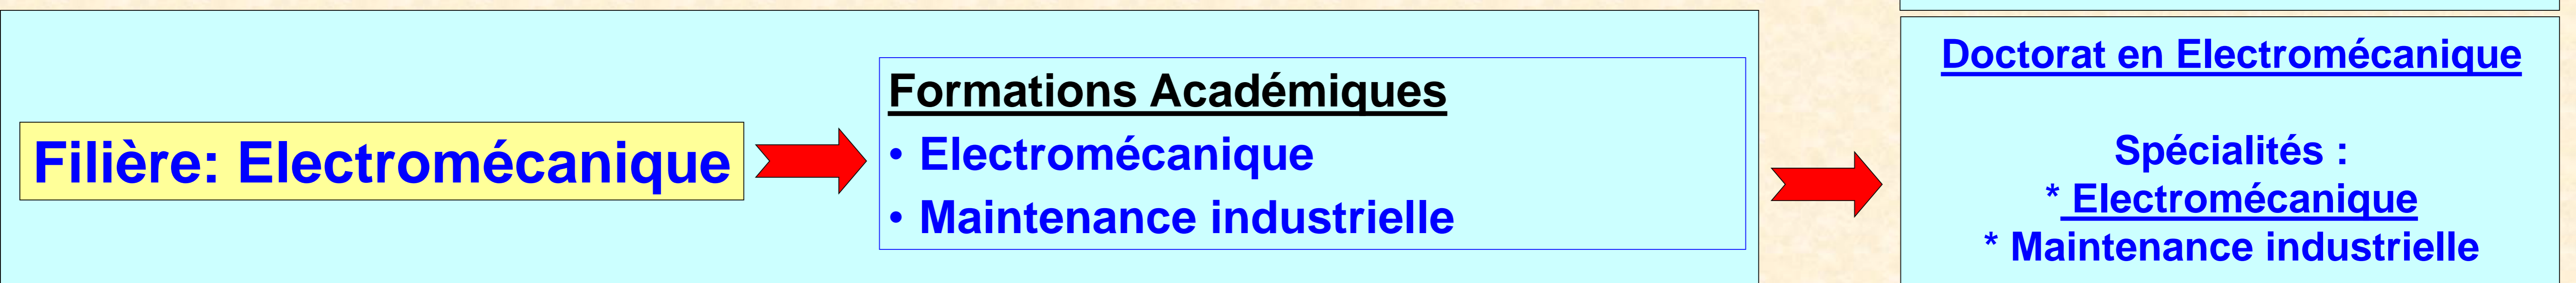 Filière: Electromécanique
Formations Académiques
• Electromécanique
• Maintenance industrielle
Doctorat en Electromécanique
Spécialités :
* Electromécanique
* Maintenance industrielle